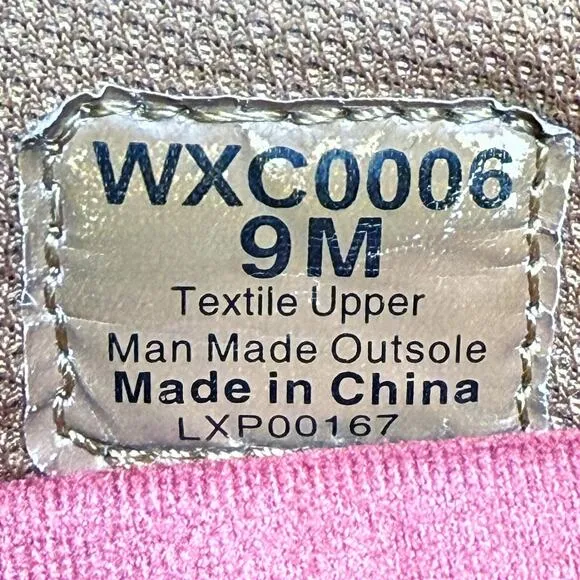 WXC0006
9M
Textile Upper
Man Made Outsole
Made in China
LXP00167